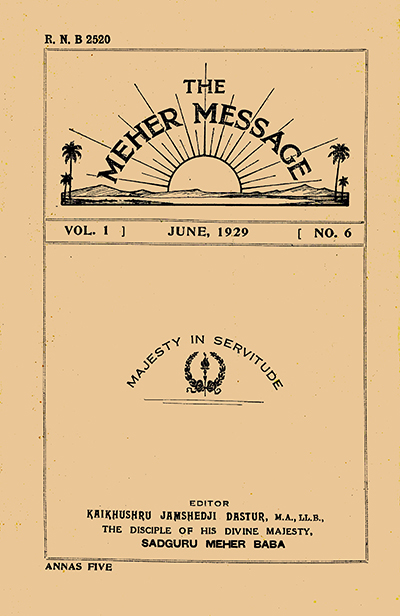 R. N. B 2520
THE
MEHER MESSAGE
VOL. 1 ] JUNE, 1929 [ NO. 6
MAJESTY IN SERVITUDE
EDITOR
KAIKHUSHRU JAMSHEDJI DASTUR, M.A., LL.B.,
THE DISCIPLE OF HIS DIVINE MAJESTY,
SADGURU MEHER BABA
ANNAS FIVE